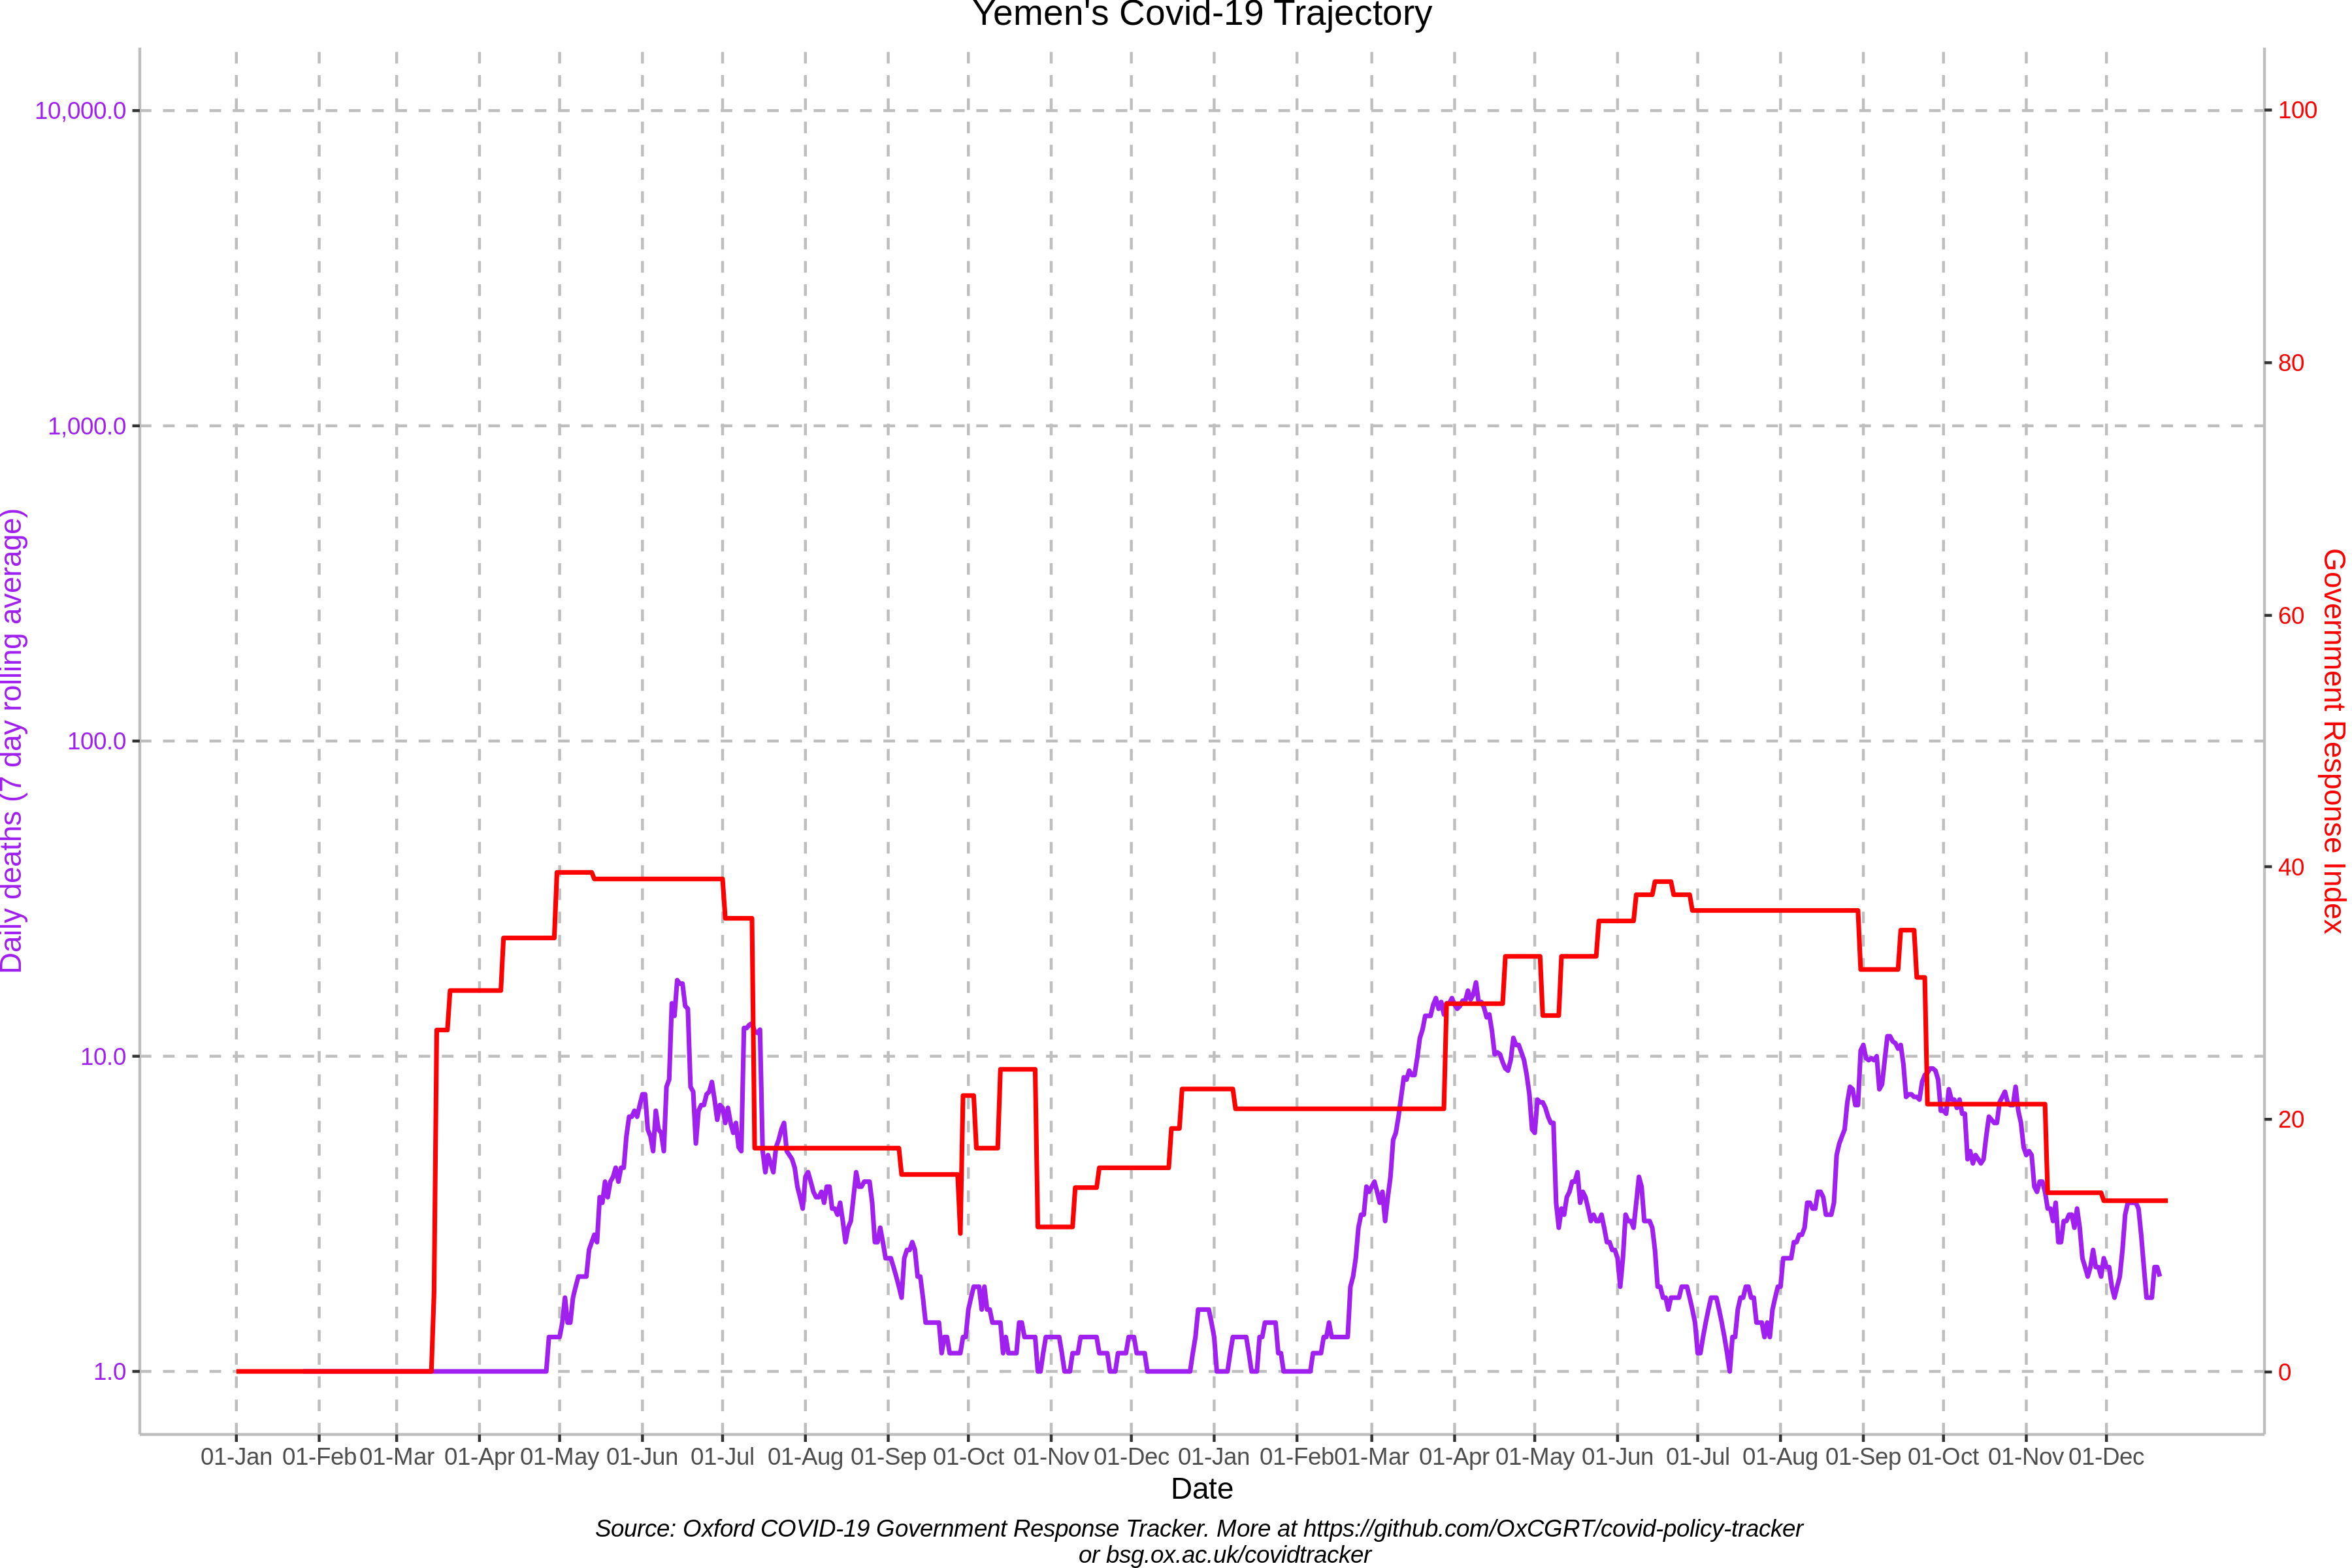 Yemen's Covid-19 Trajectory
10,000.0
1,000.0
100.0
10.0
1.0
Daily deaths (7 day rolling average)
100
80
60
40
20
0
Government Response Index
01-Jan 01-Feb 01-Mar 01-Apr 01-May 01-Jun 01-Jul 01-Aug 01-Sep 01-Oct 01-Nov 01-Dec 01-Jan 01-Feb 01-Mar 01-Apr 01-May 01-Jun 01-Jul 01-Aug 01-Sep 01-Oct 01-Nov 01-Dec
Date
Source: Oxford COVID-19 Government Response Tracker. More at https://github.com/OxCGRT/covid-policy-tracker
or bsg.ox.ac.uk/covidtracker